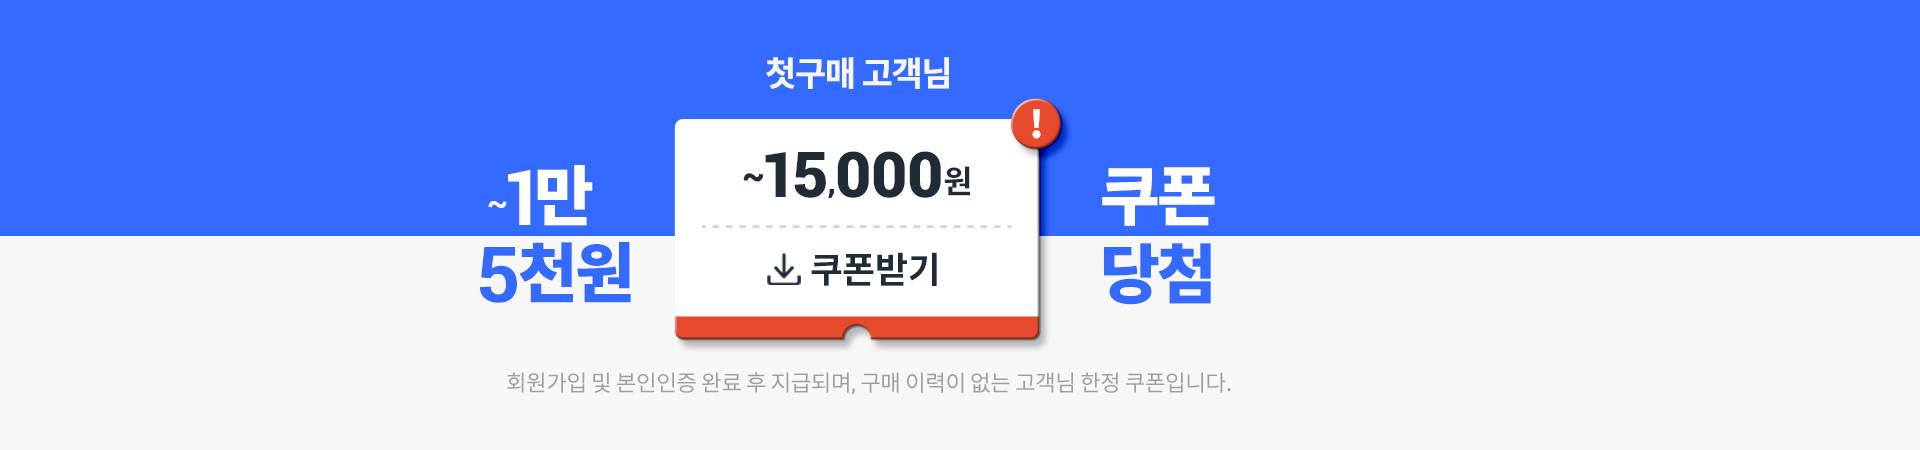 첫구매 고객님
~1만
5천원
!
~15,000원
쿠폰받기
쿠폰
당첨
회원가입 및 본인인증 완료 후 지급되며, 구매 이력이 없는 고객님 한정 쿠폰입니다.